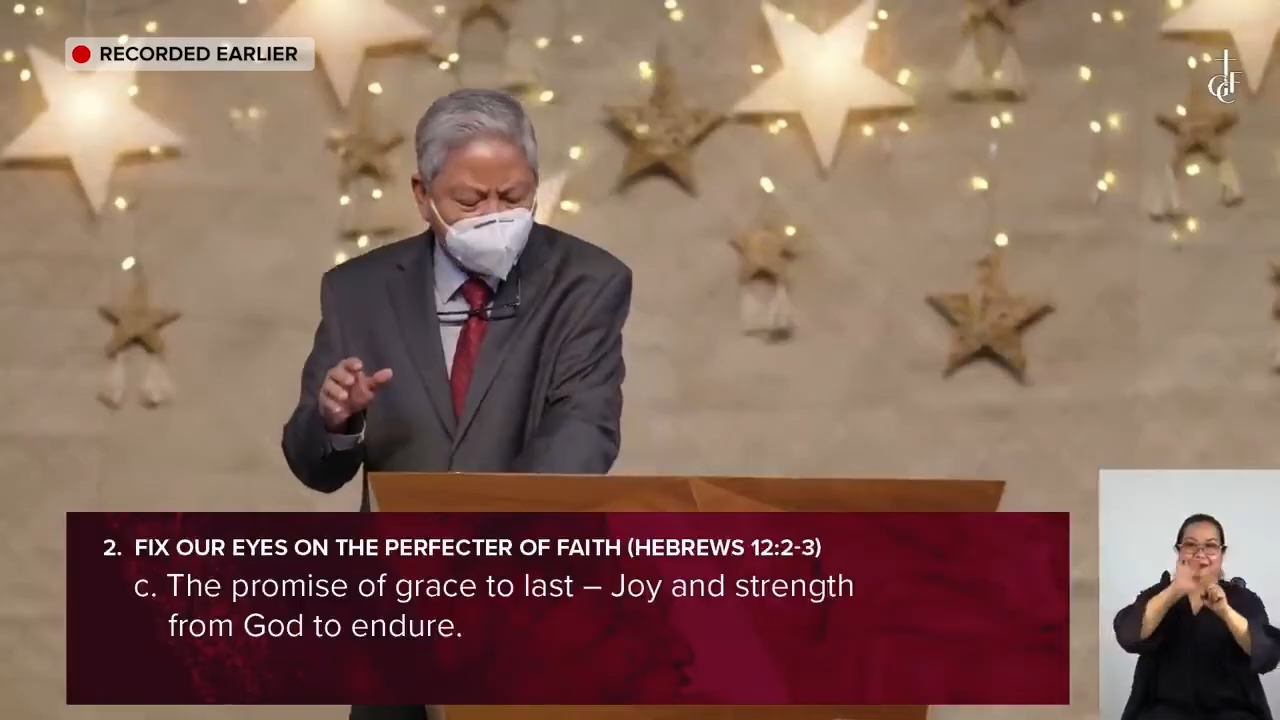 RECORDED EARLIER
2. FIX OUR EYES ON THE PERFECTER OF FAITH (HEBREWS 12:2-3)
c. The promise of grace to last – Joy and strength
from God to endure.